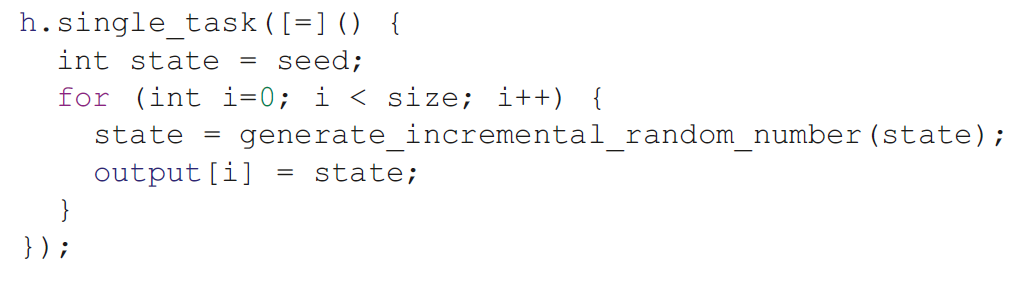 h.single_task([=]() {
  int state = seed;
  for (int i=0; i < size; i++) {
    state = generate_incremental_random_number(state);
    output[i] = state;
  }
});